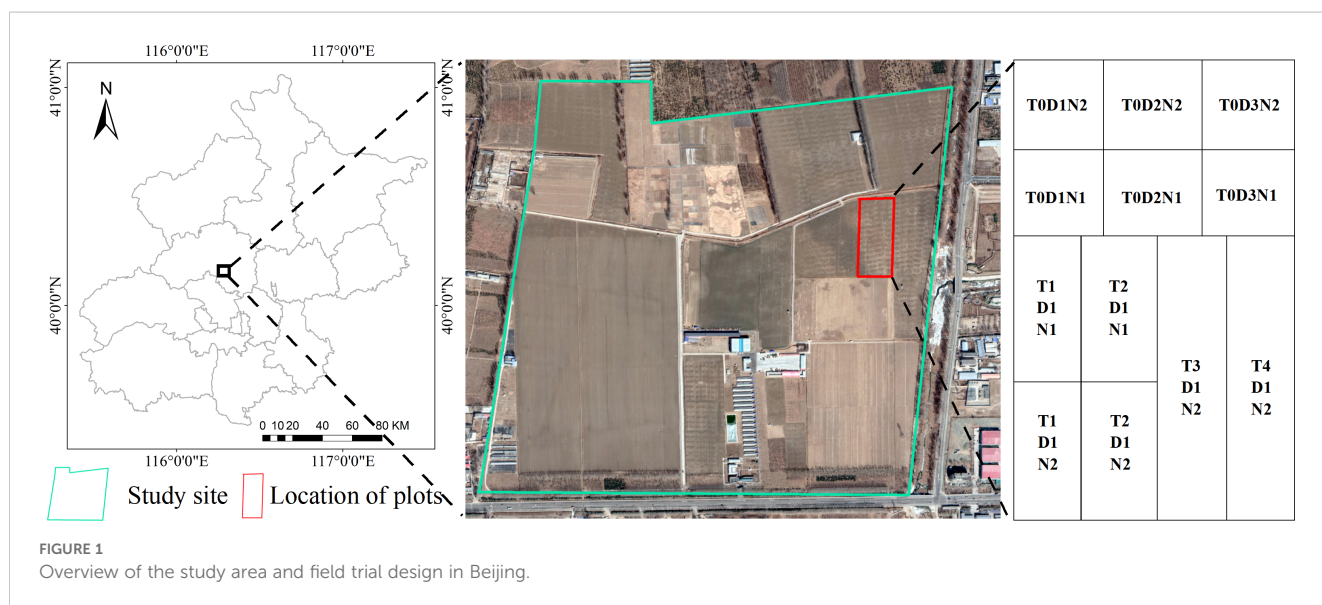 116°0'0"E 117°0'0"E
N
41°0'0"N
41°0'0"N
40°0'0"N
40°0'0"N
0 10 20 40 60 80 KM
116°0'0"E 117°0'0"E
Study site Location of plots
T0D1N2 T0D2N2 T0D3N2
T0D1N1 T0D2N1 T0D3N1
T1
D1
N1
T2
D1
N1
T3
D1
N2
T4
D1
N2
T1
D1
N2
T2
D1
N2
FIGURE 1
Overview of the study area and field trial design in Beijing.